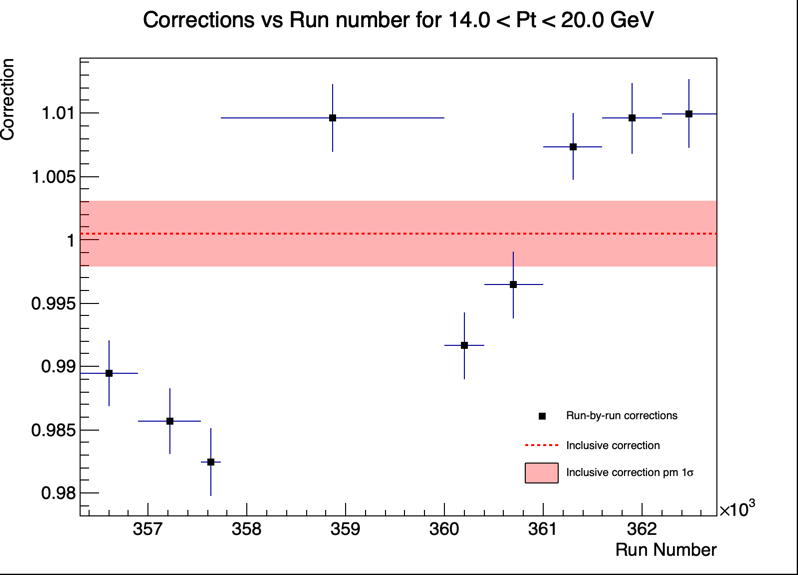 Corrections vs Run number for 14.0 < Pt < 20.0 GeV
Correction
1.01
1.005
1
0.995
0.99
0.985
0.98
Run-by-run corrections
Inclusive correction
Inclusive correction pm 1σ
357 358 359 360 361 362
×10³
Run Number